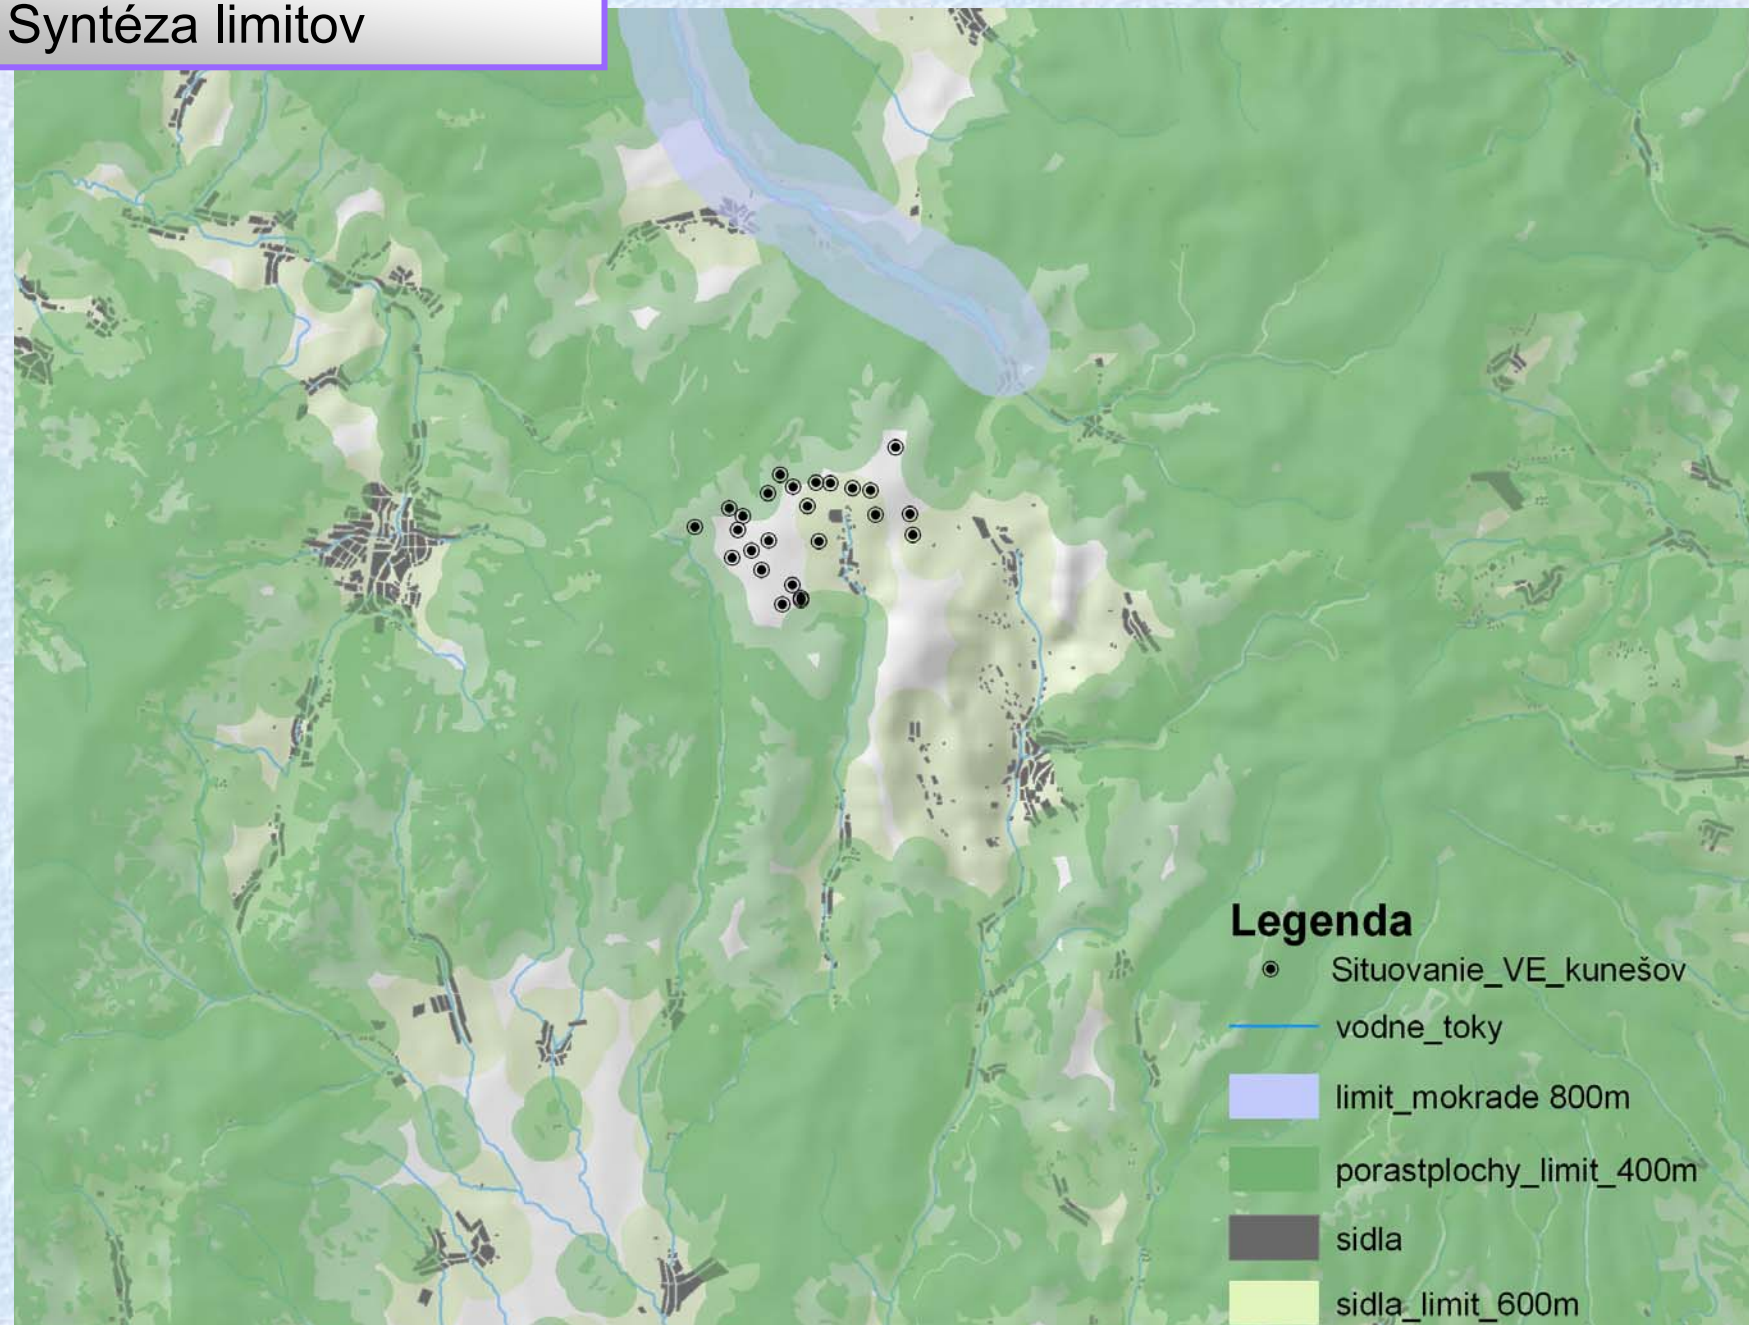 Syntéza limitov
Legenda
Situovanie_VE_kunešov
vodne_toky
limit_mokrade 800m
porastplochy_limit_400m
sidla
sidla_limit_600m